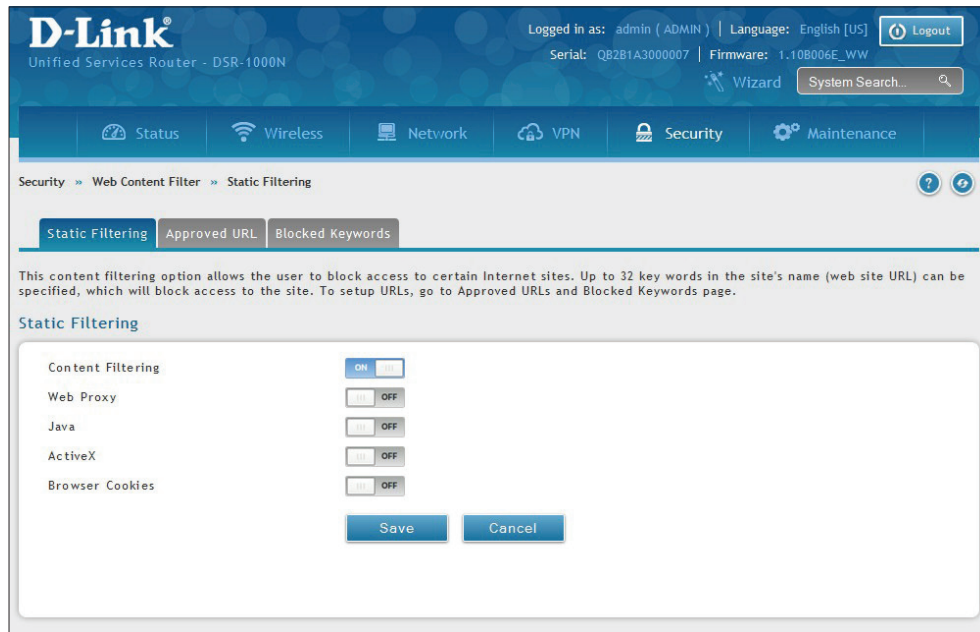 D-Link®
Unified Services Router - DSR-1000N
Logged in as: admin ( ADMIN ) | Language: English [US]
Logout
Serial: QB2B1A3000007 | Firmware: 1.10B006E_WW
Wizard
System Search...
Status
Wireless
Network
VPN
Security
Maintenance
Security » Web Content Filter » Static Filtering
?
Static Filtering
Approved URL
Blocked Keywords
This content filtering option allows the user to block access to certain Internet sites. Up to 32 key words in the site's name (web site URL) can be
specified, which will block access to the site. To setup URLs, go to Approved URLs and Blocked Keywords page.
Static Filtering
Content Filtering ON
Web Proxy OFF
Java OFF
ActiveX OFF
Browser Cookies OFF
Save
Cancel